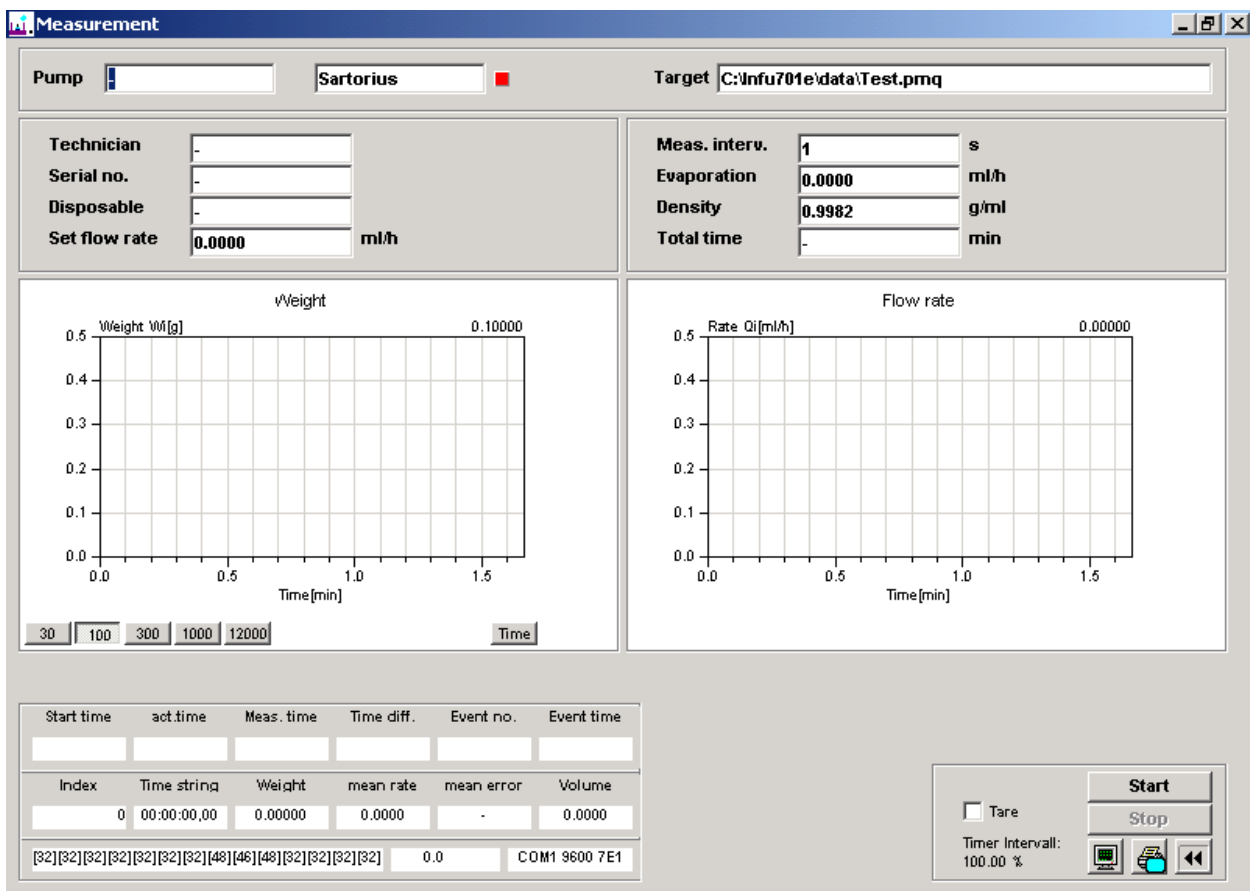 Measurement
Pump - Sartorius Target C:\Infu701e\data\Test.prnq
Technician -
Serial no. -
Disposable -
Set flow rate 0.0000 ml/h
Meas. interv. 1 s
Evaporation 0.0000 ml/h
Density 0.9982 g/ml
Total time - min
Weight
Weight Wi[g] 0.10000
0.5
0.4
0.3
0.2
0.1
0.0
0.0 0.5 1.0 1.5
Time[min]
30 100 300 1000 12000 Time
Flow rate
Rate Qi[ml/h] 0.00000
0.5
0.4
0.3
0.2
0.1
0.0
0.0 0.5 1.0 1.5
Time[min]
Start time act.time Meas. time Time diff. Event no. Event time
Index Time string Weight mean rate mean error Volume
0 00:00:00,00 0.00000 0.0000 - 0.0000
[32][32][32][32][32][32][32][48][46][48][32][32][32][32] 0.0 COM1 9600 7E1
Tare
Timer Intervall:
100.00 %
Start
Stop